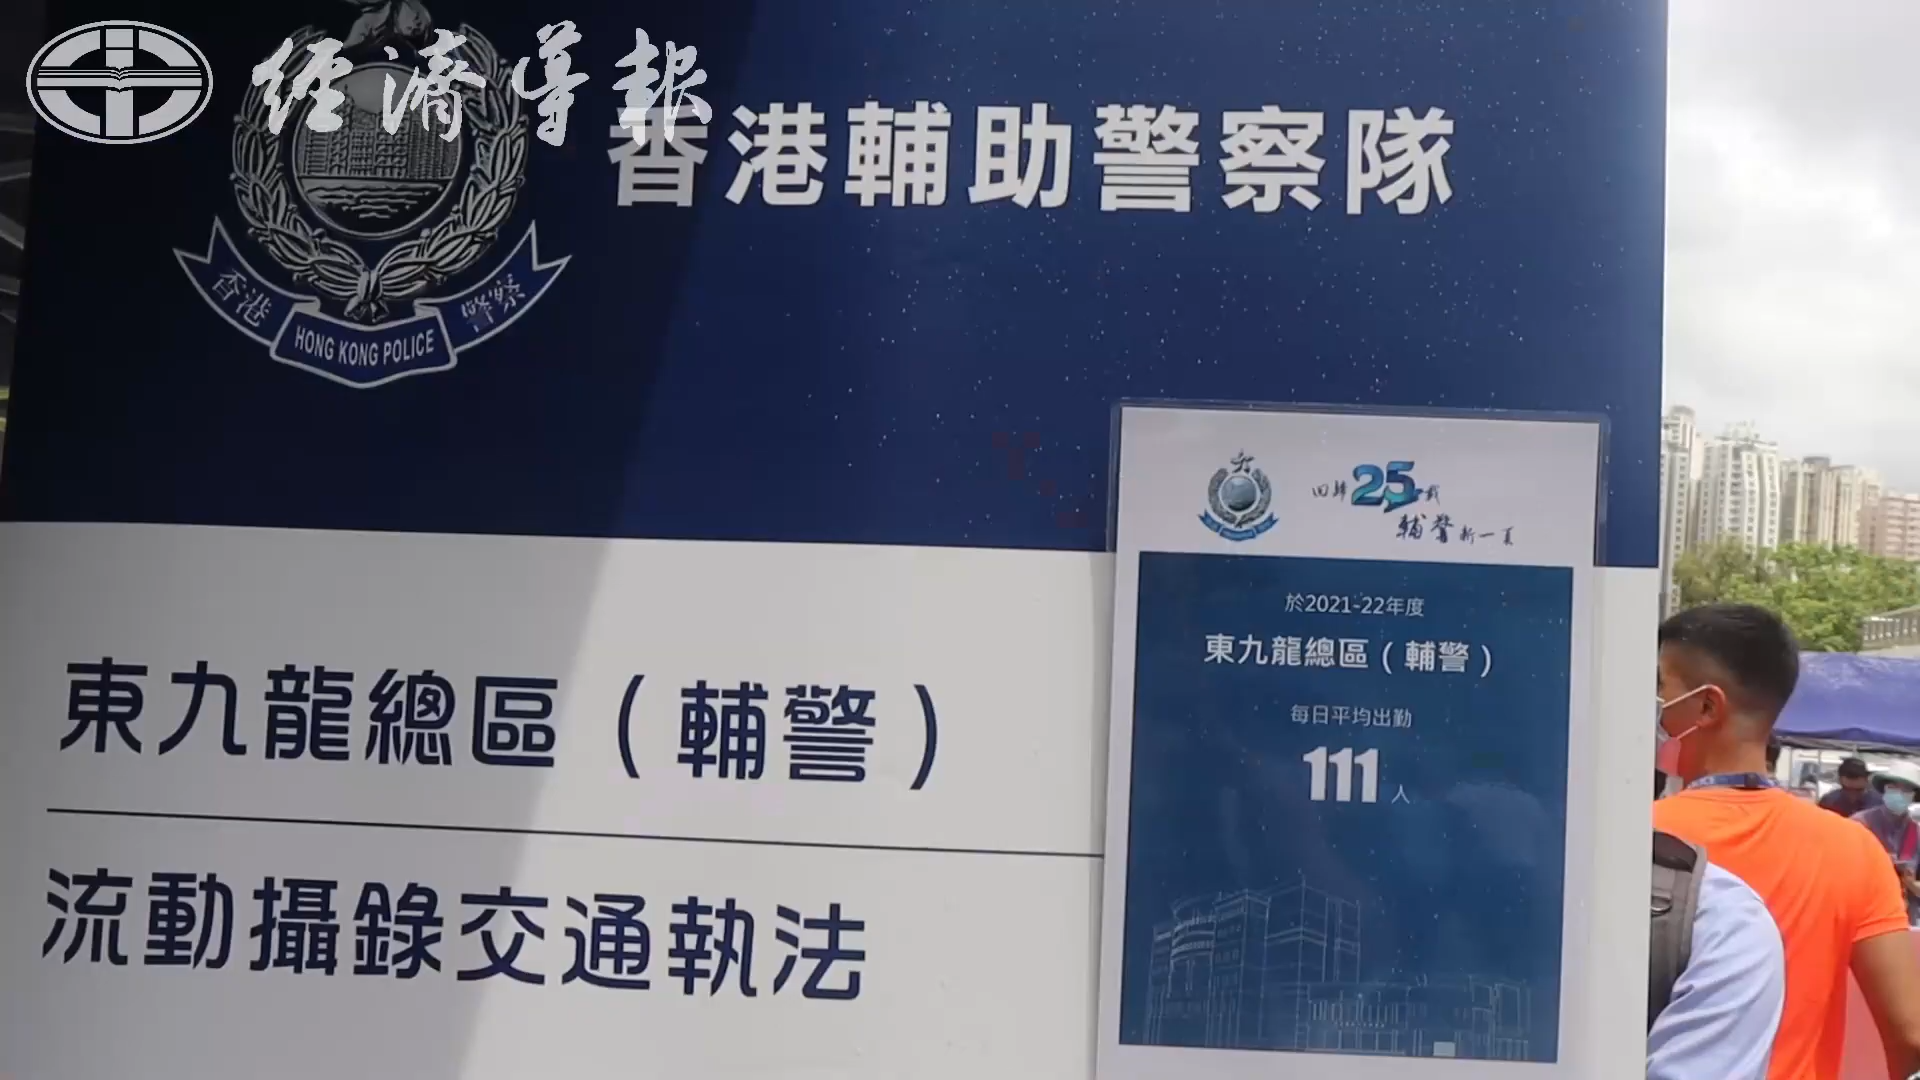 經濟導報
香港輔助警察隊
香港 HONG KONG POLICE 警察
回歸25載
輔警新一頁
於2021-22年度
東九龍總區（輔警）
每日平均出勤
111人
東九龍總區（輔警）
流動攝錄交通執法